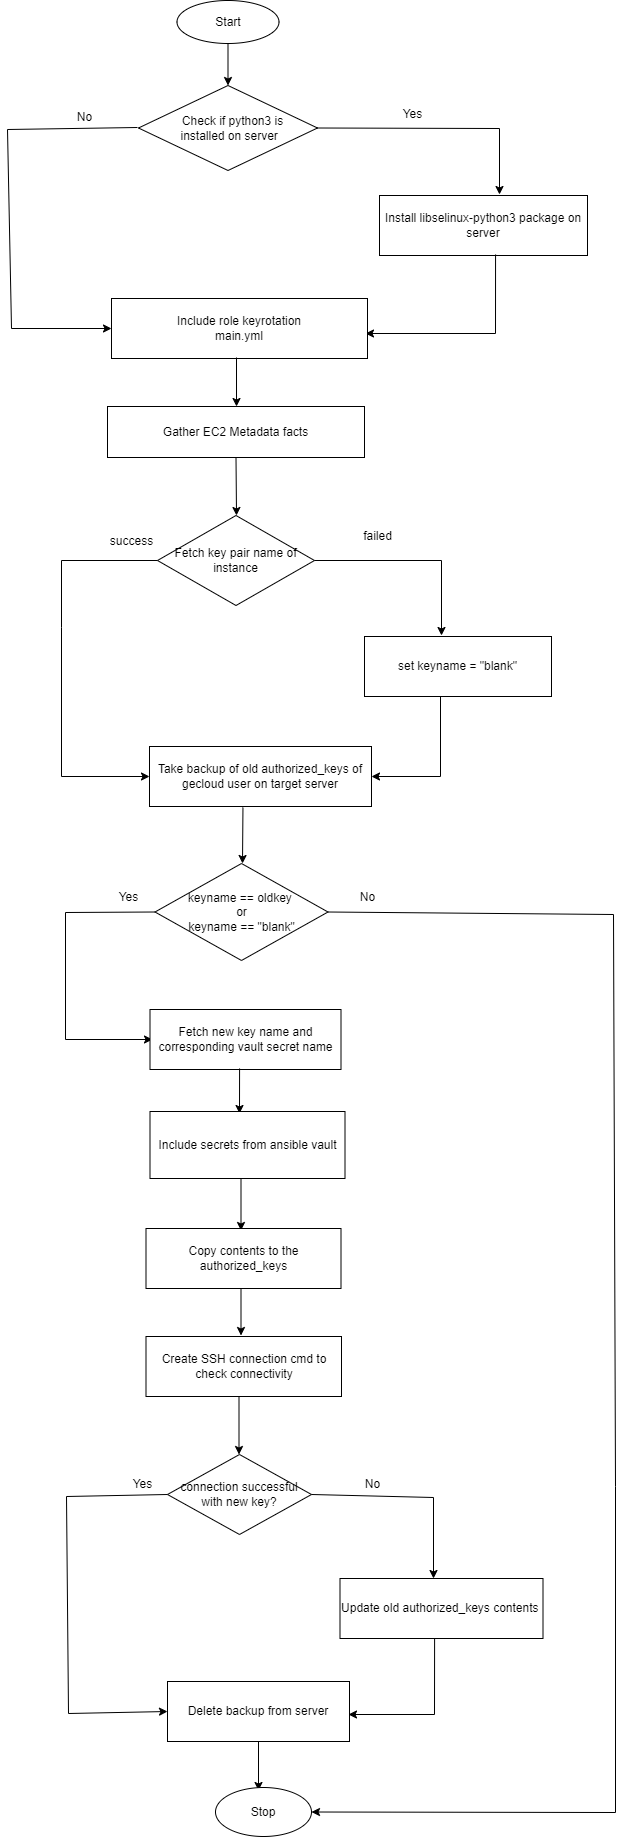 Start
No
Yes
Check if python3 is
installed on server
Install libselinux-python3 package on
server
Include role keyrotation
main.yml
Gather EC2 Metadata facts
success
failed
Fetch key pair name of
instance
set keyname = "blank"
Take backup of old authorized_keys of
gecloud user on target server
Yes
No
keyname == oldkey
or
keyname == "blank"
Fetch new key name and
corresponding vault secret name
Include secrets from ansible vault
Copy contents to the
authorized_keys
Create SSH connection cmd to
check connectivity
Yes
No
connection successful
with new key?
Update old authorized_keys contents
Delete backup from server
Stop